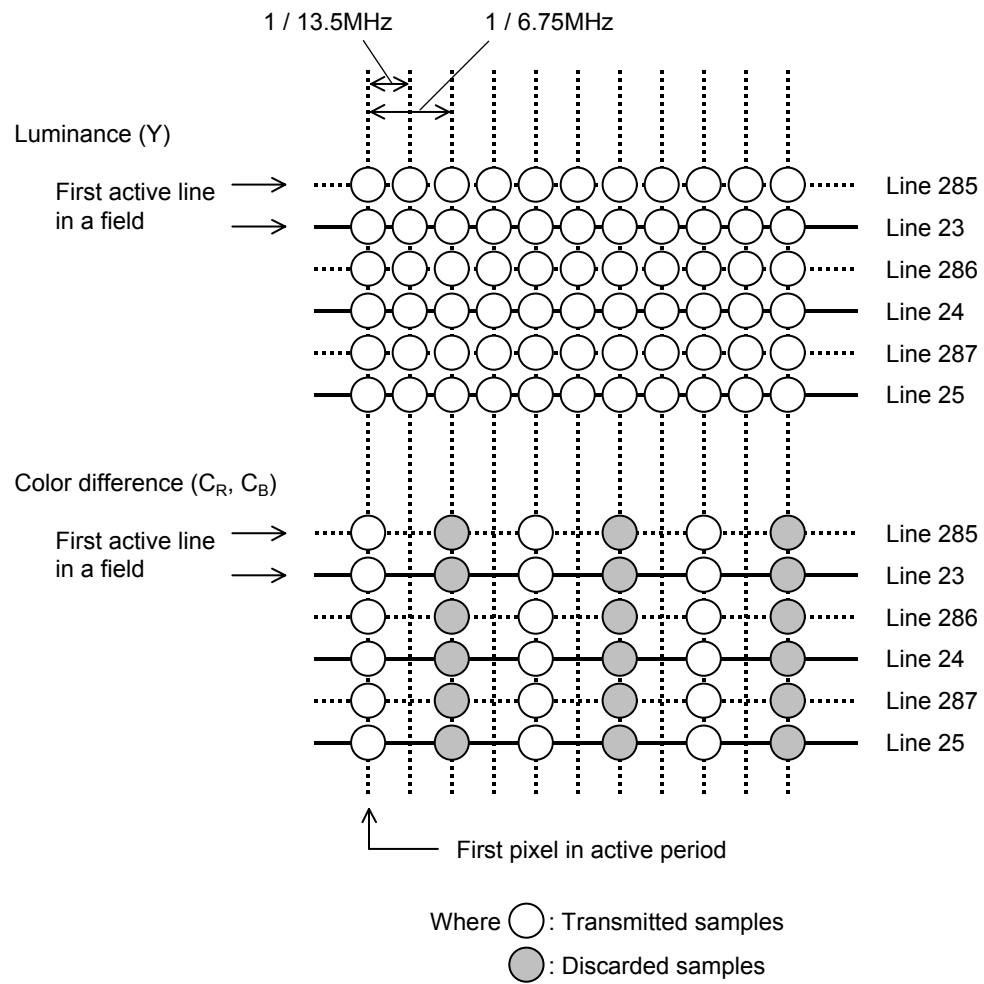 1 / 13.5MHz 1 / 6.75MHz
Luminance (Y)
First active line
in a field
Line 285
Line 23
Line 286
Line 24
Line 287
Line 25
Color difference (CR, CB)
First active line
in a field
Line 285
Line 23
Line 286
Line 24
Line 287
Line 25
First pixel in active period
Where : Transmitted samples
: Discarded samples